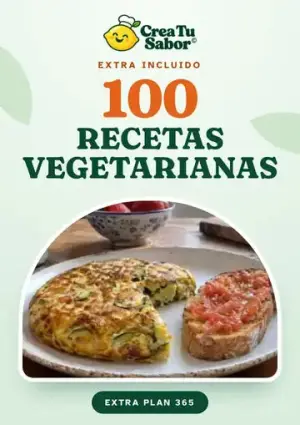 Crea Tu
Sabor©
EXTRA INCLUIDO
100
RECETAS
VEGETARIANAS
EXTRA PLAN 365